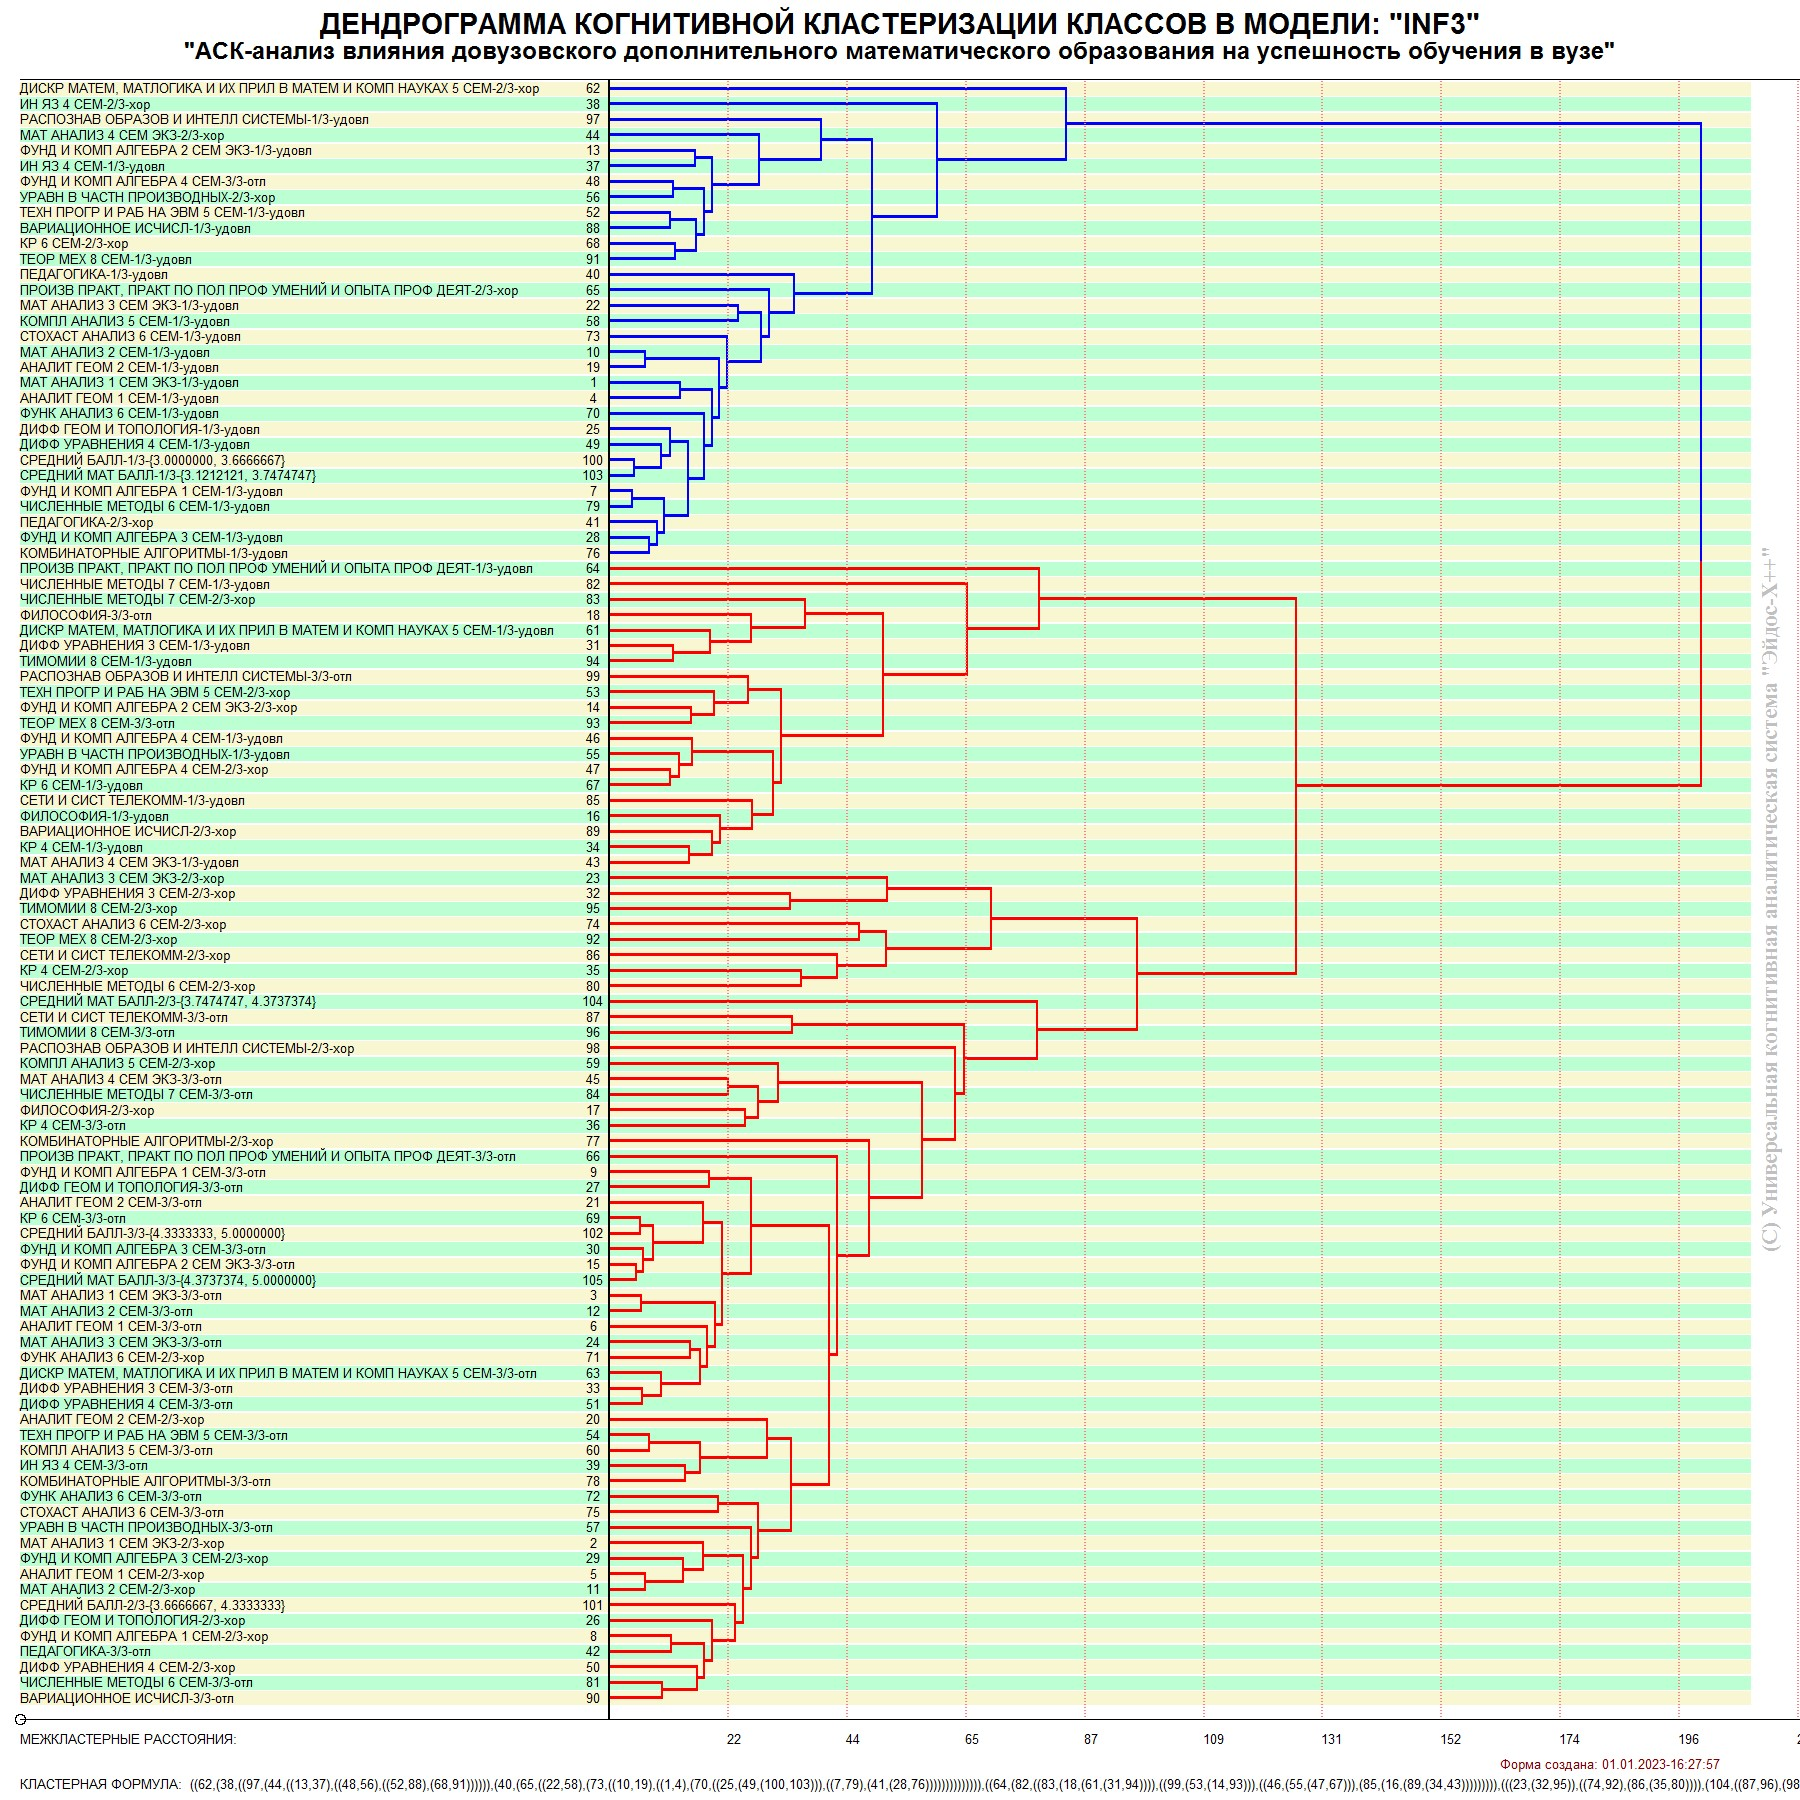 ДЕНДРОГРАММА КОГНИТИВНОЙ КЛАСТЕРИЗАЦИИ КЛАССОВ В МОДЕЛИ: "INF3"
"АСК-анализ влияния довузовского дополнительного математического образования на успешность обучения в вузе"
ДИСКР МАТЕМ, МАТЛОГИКА И ИХ ПРИЛ В МАТЕМ И КОМП НАУКАХ 5 СЕМ-2/3-хор 62
ИН ЯЗ 4 СЕМ-2/3-хор 38
РАСПОЗНАВ ОБРАЗОВ И ИНТЕЛЛ СИСТЕМЫ-1/3-удовл 97
МАТ АНАЛИЗ 4 СЕМ ЭКЗ-2/3-хор 44
ФУНД И КОМП АЛГЕБРА 2 СЕМ ЭКЗ-1/3-удовл 13
ИН ЯЗ 4 СЕМ-1/3-удовл 37
ФУНД И КОМП АЛГЕБРА 4 СЕМ-3/3-отл 48
УРАВН В ЧАСТН ПРОИЗВОДНЫХ-2/3-хор 56
ТЕХН ПРОГР И РАБ НА ЭВМ 5 СЕМ-1/3-удовл 52
ВАРИАЦИОННОЕ ИСЧИСЛ-1/3-удовл 88
КР 6 СЕМ-2/3-хор 68
ТЕОР МЕХ 8 СЕМ-1/3-удовл 91
ПЕДАГОГИКА-1/3-удовл 40
ПРОИЗВ ПРАКТ, ПРАКТ ПО ПОЛ ПРОФ УМЕНИЙ И ОПЫТА ПРОФ ДЕЯТ-2/3-хор 65
МАТ АНАЛИЗ 3 СЕМ ЭКЗ-1/3-удовл 22
КОМПЛ АНАЛИЗ 5 СЕМ-1/3-удовл 58
СТОХАСТ АНАЛИЗ 6 СЕМ-1/3-удовл 73
МАТ АНАЛИЗ 2 СЕМ-1/3-удовл 10
АНАЛИТ ГЕОМ 2 СЕМ-1/3-удовл 19
МАТ АНАЛИЗ 1 СЕМ ЭКЗ-1/3-удовл 1
АНАЛИТ ГЕОМ 1 СЕМ-1/3-удовл 4
ФУНК АНАЛИЗ 6 СЕМ-1/3-удовл 70
ДИФФ ГЕОМ И ТОПОЛОГИЯ-1/3-удовл 25
ДИФФ УРАВНЕНИЯ 4 СЕМ-1/3-удовл 49
СРЕДНИЙ БАЛЛ-1/3-{3.0000000, 3.6666667} 100
СРЕДНИЙ МАТ БАЛЛ-1/3-{3.1212121, 3.7474747} 103
ФУНД И КОМП АЛГЕБРА 1 СЕМ-1/3-удовл 7
ЧИСЛЕННЫЕ МЕТОДЫ 6 СЕМ-1/3-удовл 79
ПЕДАГОГИКА-2/3-хор 41
ФУНД И КОМП АЛГЕБРА 3 СЕМ-1/3-удовл 28
КОМБИНАТОРНЫЕ АЛГОРИТМЫ-1/3-удовл 76
ПРОИЗВ ПРАКТ, ПРАКТ ПО ПОЛ ПРОФ УМЕНИЙ И ОПЫТА ПРОФ ДЕЯТ-1/3-удовл 64
ЧИСЛЕННЫЕ МЕТОДЫ 7 СЕМ-1/3-удовл 82
ЧИСЛЕННЫЕ МЕТОДЫ 7 СЕМ-2/3-хор 83
ФИЛОСОФИЯ-3/3-отл 18
ДИСКР МАТЕМ, МАТЛОГИКА И ИХ ПРИЛ В МАТЕМ И КОМП НАУКАХ 5 СЕМ-1/3-удовл 61
ДИФФ УРАВНЕНИЯ 3 СЕМ-1/3-удовл 31
ТИМОМИИ 8 СЕМ-1/3-удовл 94
РАСПОЗНАВ ОБРАЗОВ И ИНТЕЛЛ СИСТЕМЫ-3/3-отл 99
ТЕХН ПРОГР И РАБ НА ЭВМ 5 СЕМ-2/3-хор 53
ФУНД И КОМП АЛГЕБРА 2 СЕМ ЭКЗ-2/3-хор 14
ТЕОР МЕХ 8 СЕМ-3/3-отл 93
ФУНД И КОМП АЛГЕБРА 4 СЕМ-1/3-удовл 46
УРАВН В ЧАСТН ПРОИЗВОДНЫХ-1/3-удовл 55
ФУНД И КОМП АЛГЕБРА 4 СЕМ-2/3-хор 47
КР 6 СЕМ-1/3-удовл 67
СЕТИ И СИСТ ТЕЛЕКОММ-1/3-удовл 85
ФИЛОСОФИЯ-1/3-удовл 16
ВАРИАЦИОННОЕ ИСЧИСЛ-2/3-хор 89
КР 4 СЕМ-1/3-удовл 34
МАТ АНАЛИЗ 4 СЕМ ЭКЗ-1/3-удовл 43
МАТ АНАЛИЗ 3 СЕМ ЭКЗ-2/3-хор 23
ДИФФ УРАВНЕНИЯ 3 СЕМ-2/3-хор 32
ТИМОМИИ 8 СЕМ-2/3-хор 95
СТОХАСТ АНАЛИЗ 6 СЕМ-2/3-хор 74
ТЕОР МЕХ 8 СЕМ-2/3-хор 92
СЕТИ И СИСТ ТЕЛЕКОММ-2/3-хор 86
КР 4 СЕМ-2/3-хор 35
ЧИСЛЕННЫЕ МЕТОДЫ 6 СЕМ-2/3-хор 80
СРЕДНИЙ МАТ БАЛЛ-2/3-{3.7474747, 4.3737374} 104
СЕТИ И СИСТ ТЕЛЕКОММ-3/3-отл 87
ТИМОМИИ 8 СЕМ-3/3-отл 96
РАСПОЗНАВ ОБРАЗОВ И ИНТЕЛЛ СИСТЕМЫ-2/3-хор 98
КОМПЛ АНАЛИЗ 5 СЕМ-2/3-хор 59
МАТ АНАЛИЗ 4 СЕМ ЭКЗ-3/3-отл 45
ЧИСЛЕННЫЕ МЕТОДЫ 7 СЕМ-3/3-отл 84
ФИЛОСОФИЯ-2/3-хор 17
КР 4 СЕМ-3/3-отл 36
КОМБИНАТОРНЫЕ АЛГОРИТМЫ-2/3-хор 77
ПРОИЗВ ПРАКТ, ПРАКТ ПО ПОЛ ПРОФ УМЕНИЙ И ОПЫТА ПРОФ ДЕЯТ-3/3-отл 66
ФУНД И КОМП АЛГЕБРА 1 СЕМ-3/3-отл 9
ДИФФ ГЕОМ И ТОПОЛОГИЯ-3/3-отл 27
АНАЛИТ ГЕОМ 2 СЕМ-3/3-отл 21
КР 6 СЕМ-3/3-отл 69
СРЕДНИЙ БАЛЛ-3/3-{4.3333333, 5.0000000} 102
ФУНД И КОМП АЛГЕБРА 3 СЕМ-3/3-отл 30
ФУНД И КОМП АЛГЕБРА 2 СЕМ ЭКЗ-3/3-отл 15
СРЕДНИЙ МАТ БАЛЛ-3/3-{4.3737374, 5.0000000} 105
МАТ АНАЛИЗ 1 СЕМ ЭКЗ-3/3-отл 3
МАТ АНАЛИЗ 2 СЕМ-3/3-отл 12
АНАЛИТ ГЕОМ 1 СЕМ-3/3-отл 6
МАТ АНАЛИЗ 3 СЕМ ЭКЗ-3/3-отл 24
ФУНК АНАЛИЗ 6 СЕМ-2/3-хор 71
ДИСКР МАТЕМ, МАТЛОГИКА И ИХ ПРИЛ В МАТЕМ И КОМП НАУКАХ 5 СЕМ-3/3-отл 63
ДИФФ УРАВНЕНИЯ 3 СЕМ-3/3-отл 33
ДИФФ УРАВНЕНИЯ 4 СЕМ-3/3-отл 51
АНАЛИТ ГЕОМ 2 СЕМ-2/3-хор 20
ТЕХН ПРОГР И РАБ НА ЭВМ 5 СЕМ-3/3-отл 54
КОМПЛ АНАЛИЗ 5 СЕМ-3/3-отл 60
ИН ЯЗ 4 СЕМ-3/3-отл 39
КОМБИНАТОРНЫЕ АЛГОРИТМЫ-3/3-отл 78
ФУНК АНАЛИЗ 6 СЕМ-3/3-отл 72
СТОХАСТ АНАЛИЗ 6 СЕМ-3/3-отл 75
УРАВН В ЧАСТН ПРОИЗВОДНЫХ-3/3-отл 57
МАТ АНАЛИЗ 1 СЕМ ЭКЗ-2/3-хор 2
ФУНД И КОМП АЛГЕБРА 3 СЕМ-2/3-хор 29
АНАЛИТ ГЕОМ 1 СЕМ-2/3-хор 5
МАТ АНАЛИЗ 2 СЕМ-2/3-хор 11
СРЕДНИЙ БАЛЛ-2/3-{3.6666667, 4.3333333} 101
ДИФФ ГЕОМ И ТОПОЛОГИЯ-2/3-хор 26
ФУНД И КОМП АЛГЕБРА 1 СЕМ-2/3-хор 8
ПЕДАГОГИКА-3/3-отл 42
ДИФФ УРАВНЕНИЯ 4 СЕМ-2/3-хор 50
ЧИСЛЕННЫЕ МЕТОДЫ 6 СЕМ-3/3-отл 81
ВАРИАЦИОННОЕ ИСЧИСЛ-3/3-отл 90
(C) Универсальная когнитивная аналитическая система "Эйдос-X++"
МЕЖКЛАСТЕРНЫЕ РАССТОЯНИЯ: 22 44 65 87 109 131 152 174 196
Форма создана: 01.01.2023-16:27:57
КЛАСТЕРНАЯ ФОРМУЛА: ((62,(38,((97,(44,((13,37),((48,56),((52,88),(68,91)))))),(40,(65,((22,58),(73,((10,19),((1,4),(70,((25,(49,(100,103))),((7,79),(41,(28,76)))))))))))))),((64,(82,((83,(18,(61,(31,94)))),((99,(53,(14,93))),((46,(55,(47,67))),(85,(16,(89,(34,43))))))))),(((23,(32,95)),((74,92),(86,(35,80)))),(104,((87,96),(98